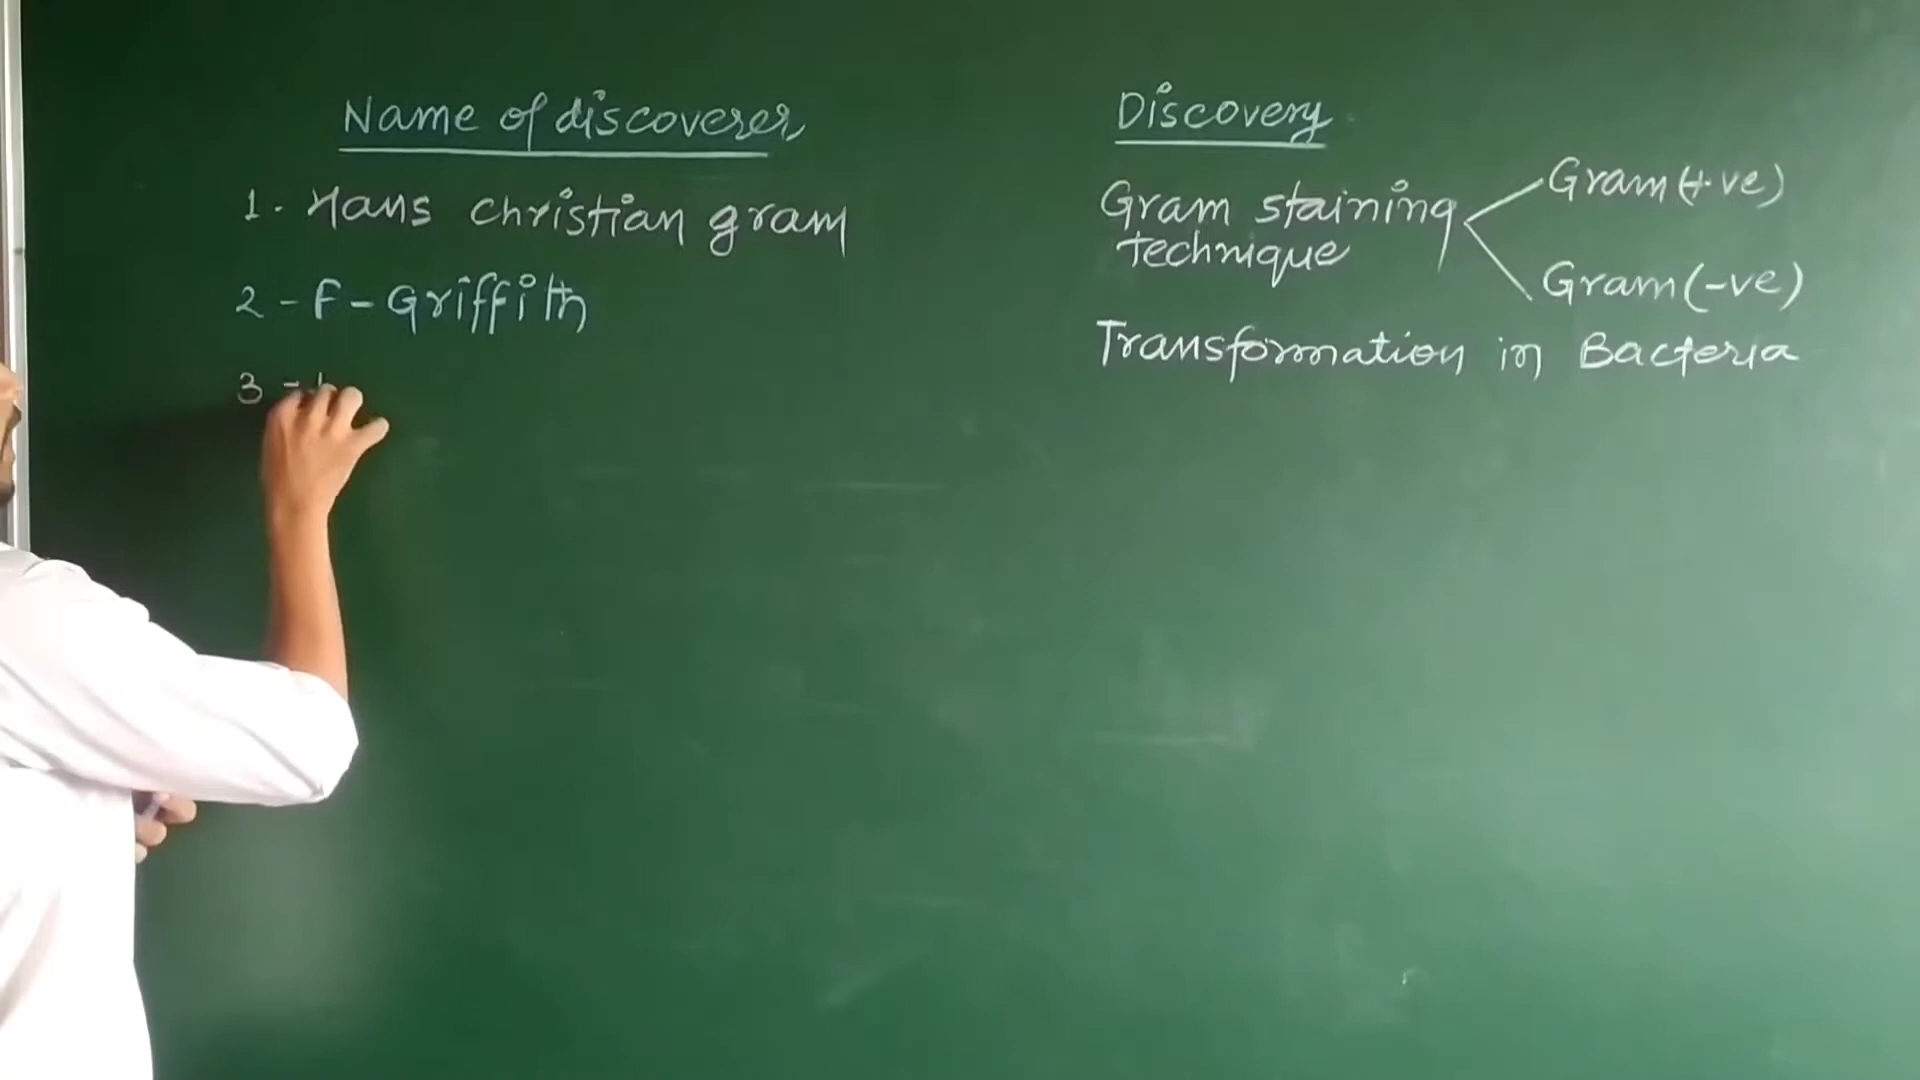 Name of discoverer
Discovery
1. Hans christian gram
Gram staining
technique
Gram (+ve)
Gram (-ve)
2 - F - Griffith
Transformation in Bacteria
3 -